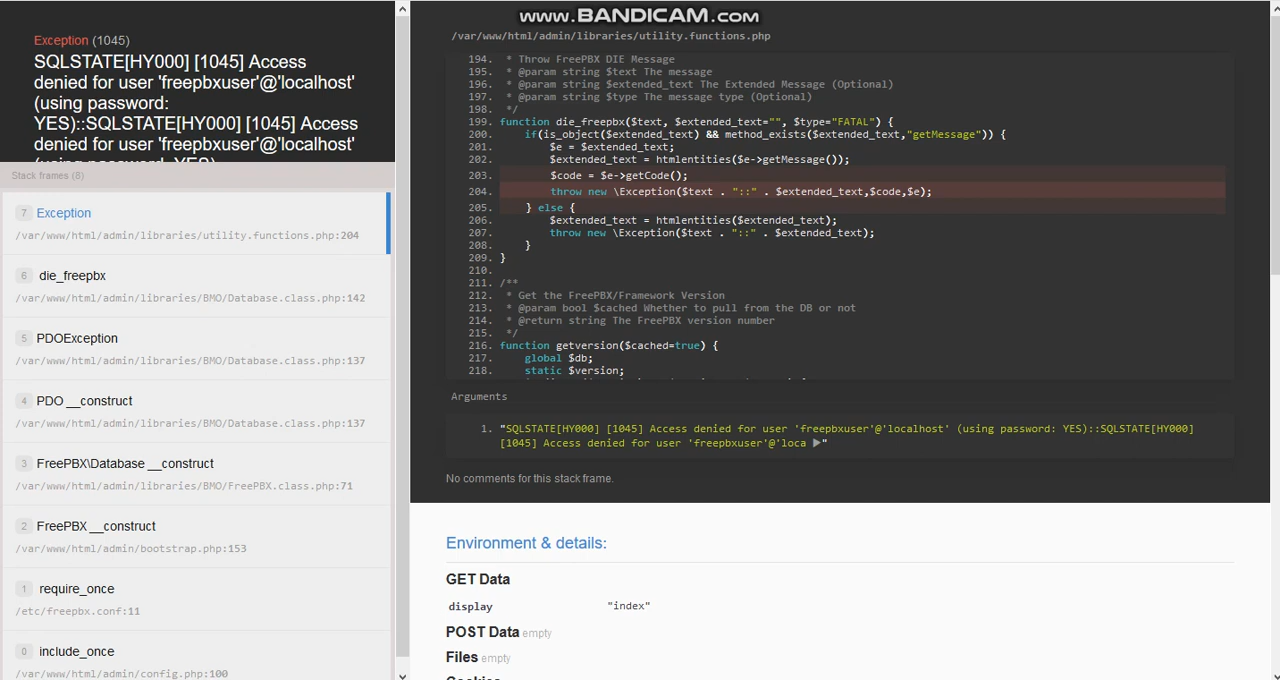 www.BANDICAM.com
Exception (1045)
SQLSTATE[HY000] [1045] Access
denied for user 'freepbxuser'@'localhost'
(using password:
YES)::SQLSTATE[HY000] [1045] Access
denied for user 'freepbxuser'@'localhost'
(using password: YES)
Stack frames (8)
7 Exception
/var/www/html/admin/libraries/utility.functions.php:204
6 die_freepbx
/var/www/html/admin/libraries/BMO/Database.class.php:142
5 PDOException
/var/www/html/admin/libraries/BMO/Database.class.php:137
4 PDO __construct
/var/www/html/admin/libraries/BMO/Database.class.php:137
3 FreePBX\Database __construct
/var/www/html/admin/libraries/BMO/FreePBX.class.php:71
2 FreePBX __construct
/var/www/html/admin/bootstrap.php:153
1 require_once
/etc/freepbx.conf:11
0 include_once
/var/www/html/admin/config.php:100
/var/www/html/admin/libraries/utility.functions.php
194. * Throw FreePBX DIE Message
195. * @param string $text The message
196. * @param string $extended_text The Extended Message (Optional)
197. * @param string $type The message type (Optional)
198. */
199. function die_freepbx($text, $extended_text="", $type="FATAL") {
200. if(is_object($extended_text) && method_exists($extended_text,"getMessage")) {
201. $e = $extended_text;
202. $extended_text = htmlentities($e->getMessage());
203. $code = $e->getCode();
204. throw new \Exception($text . "::" . $extended_text,$code,$e);
205. } else {
206. $extended_text = htmlentities($extended_text);
207. throw new \Exception($text . "::" . $extended_text);
208. }
209. }
210.
211. /**
212. * Get the FreePBX/Framework Version
213. * @param bool $cached Whether to pull from the DB or not
214. * @return string The FreePBX version number
215. */
216. function getversion($cached=true) {
217. global $db;
218. static $version;
Arguments
1. "SQLSTATE[HY000] [1045] Access denied for user 'freepbxuser'@'localhost' (using password: YES)::SQLSTATE[HY000]
[1045] Access denied for user 'freepbxuser'@'loca ▶"
No comments for this stack frame.
Environment & details:
GET Data
display "index"
POST Data empty
Files empty
Cookies